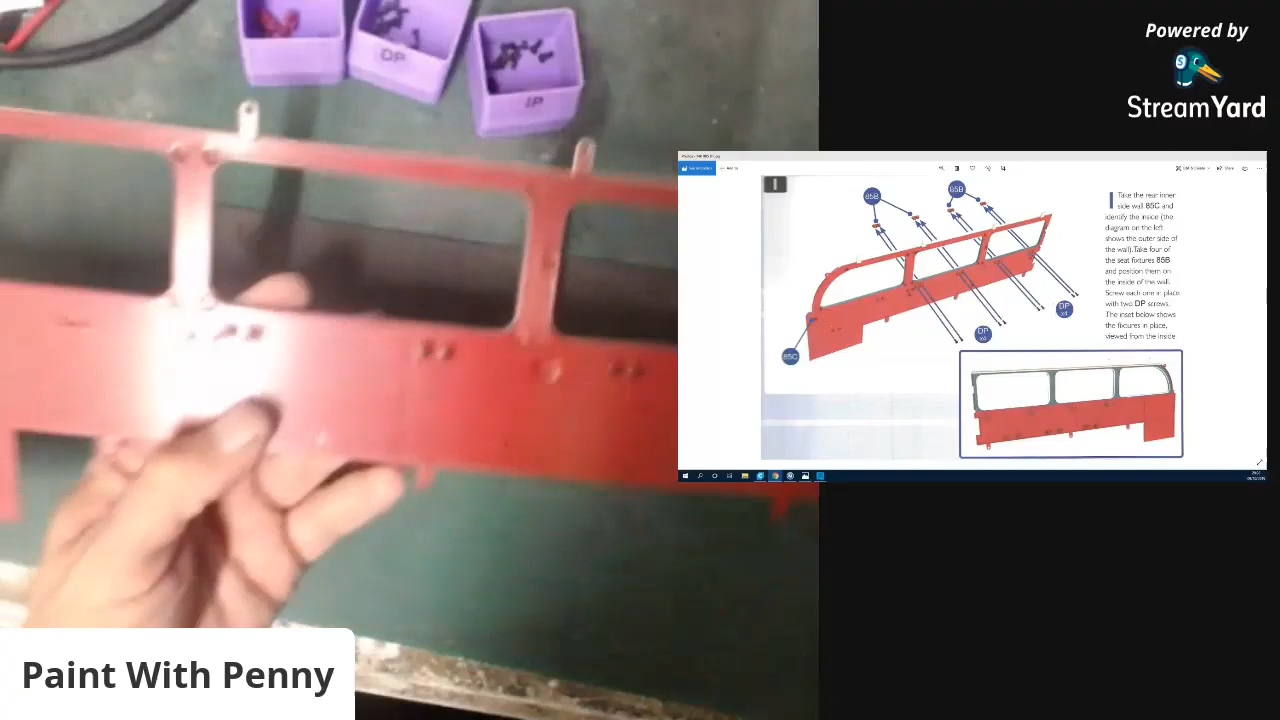 Powered by
StreamYard
DP
IP
85B
85B
DP
x4
DP
x4
85C
I Take the rear inner
side wall 85C and
identify the inside (the
diagram on the left
shows the outer side of
the wall).Take four of
the seat fixtures 85B
and position them on
the inside of the wall.
Screw each one in place
with two DP screws.
The inset below shows
the fixtures in place,
viewed from the inside
Paint With Penny